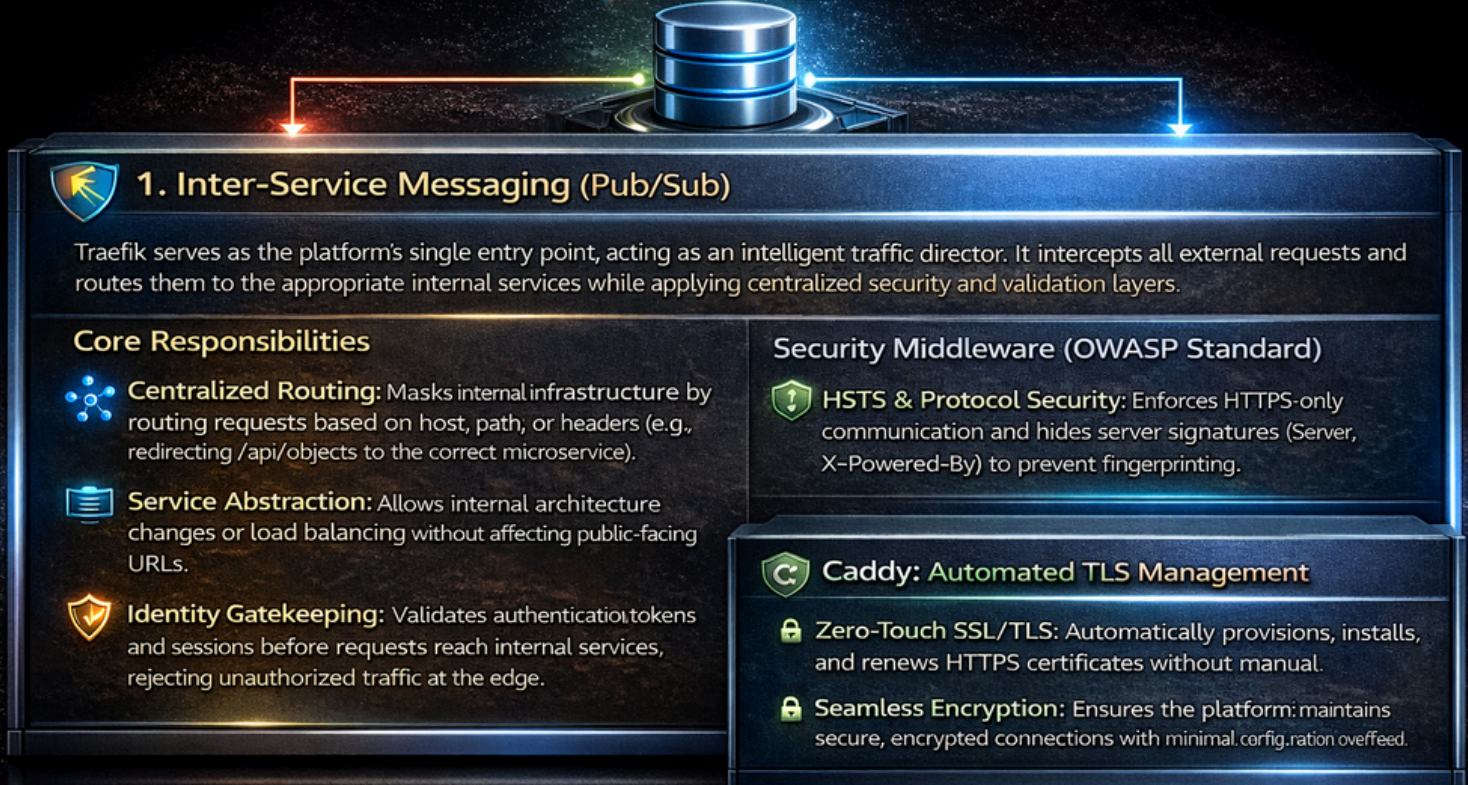 1. Inter-Service Messaging (Pub/Sub)
Traefik serves as the platform's single entry point, acting as an intelligent traffic director. It intercepts all external requests and
routes them to the appropriate internal services while applying centralized security and validation layers.
Core Responsibilities
Centralized Routing: Masks internal infrastructure by
routing requests based on host, path, or headers (e.g.,
redirecting /api/objects to the correct microservice).
Service Abstraction: Allows internal architecture
changes or load balancing without affecting public-facing
URLs.
Identity Gatekeeping: Validates authentication tokens
and sessions before requests reach internal services,
rejecting unauthorized traffic at the edge.
Security Middleware (OWASP Standard)
HSTS & Protocol Security: Enforces HTTPS-only
communication and hides server signatures (Server,
X-Powered-By) to prevent fingerprinting.
Caddy: Automated TLS Management
Zero-Touch SSL/TLS: Automatically provisions, installs,
and renews HTTPS certificates without manual.
Seamless Encryption: Ensures the platform: maintains
secure, encrypted connections with minimal